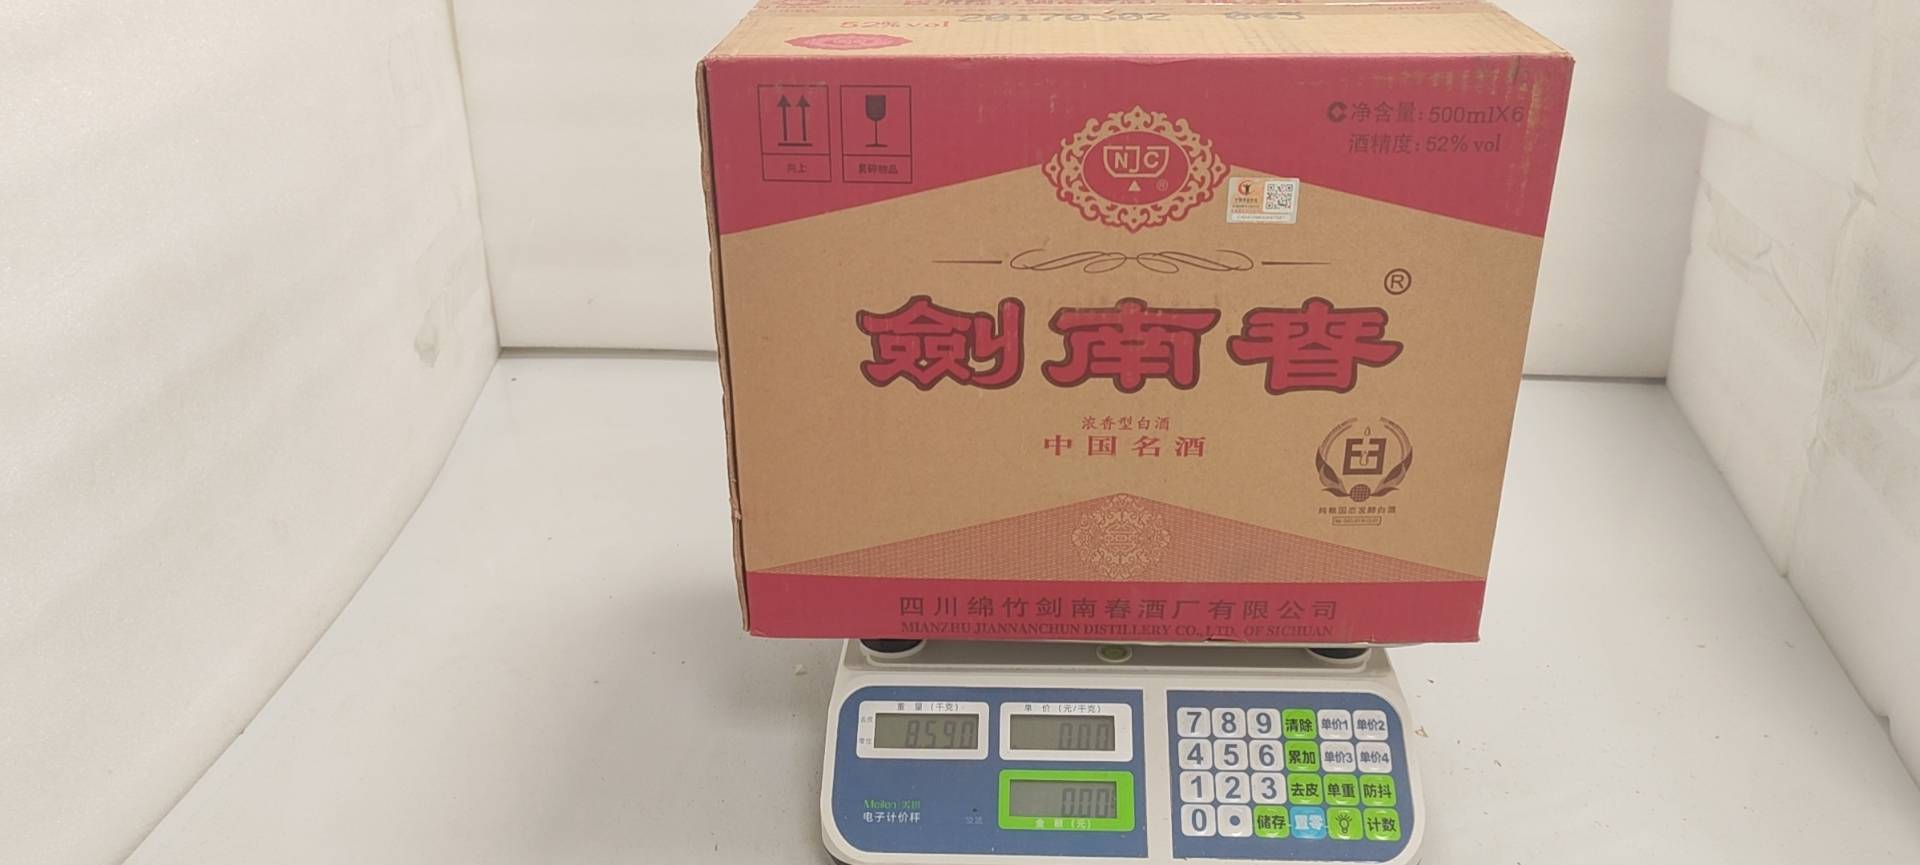 52% vol 20170302 045
向上
易碎物品
净含量：500mlX6
酒精度：52% vol
NJC
®
剑南春®
浓香型白酒
中国名酒
纯粮固态发酵白酒
四川绵竹剑南春酒厂有限公司
MIANZHU JIANNANCHUN DISTILLERY CO., LTD. OF SICHUAN
重量（千克） 单价（元/千克）
8.590 0.00
0.00
金额（元）
Meilen
电子计价秤
7 8 9 清除 单价1 单价2
4 5 6 累加 单价3 单价4
1 2 3 去皮 单重 防抖
0 · 储存 置零 计数